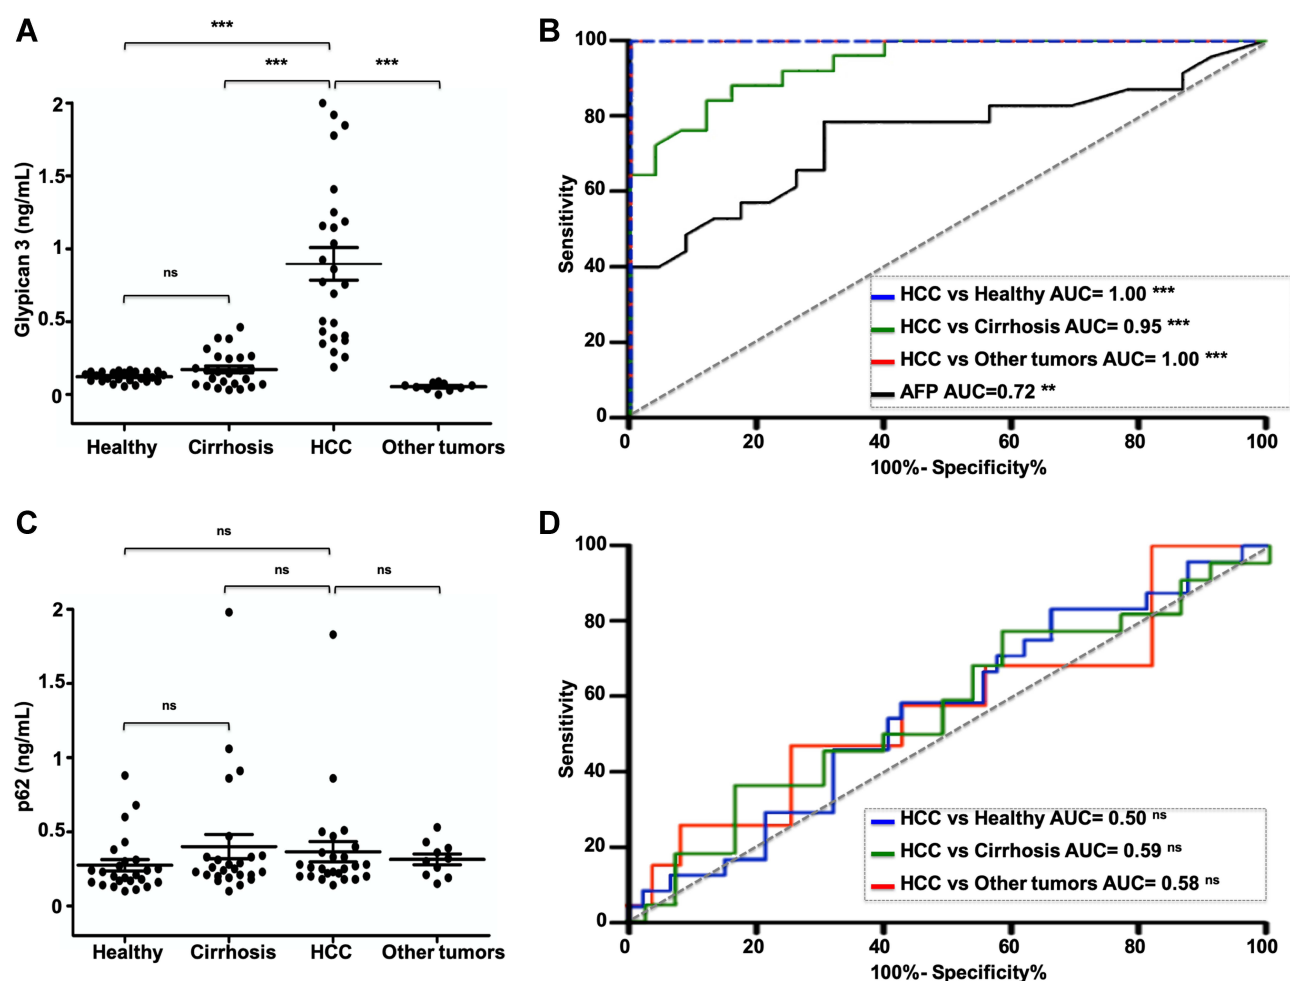 A
***
***
***
ns
Glypican 3 (ng/mL)
2
1.5
1
0.5
0
Healthy
Cirrhosis
HCC
Other tumors
B
Sensitivity
100
80
60
40
20
0
HCC vs Healthy AUC= 1.00 ***
HCC vs Cirrhosis AUC= 0.95 ***
HCC vs Other tumors AUC= 1.00 ***
AFP AUC=0.72 **
0
20
40
60
80
100
100%- Specificity%
C
ns
ns
ns
ns
p62 (ng/mL)
2
1.5
1
0.5
0
Healthy
Cirrhosis
HCC
Other tumors
D
Sensitivity
100
80
60
40
20
0
HCC vs Healthy AUC= 0.50 ns
HCC vs Cirrhosis AUC= 0.59 ns
HCC vs Other tumors AUC= 0.58 ns
0
20
40
60
80
100
100%- Specificity%